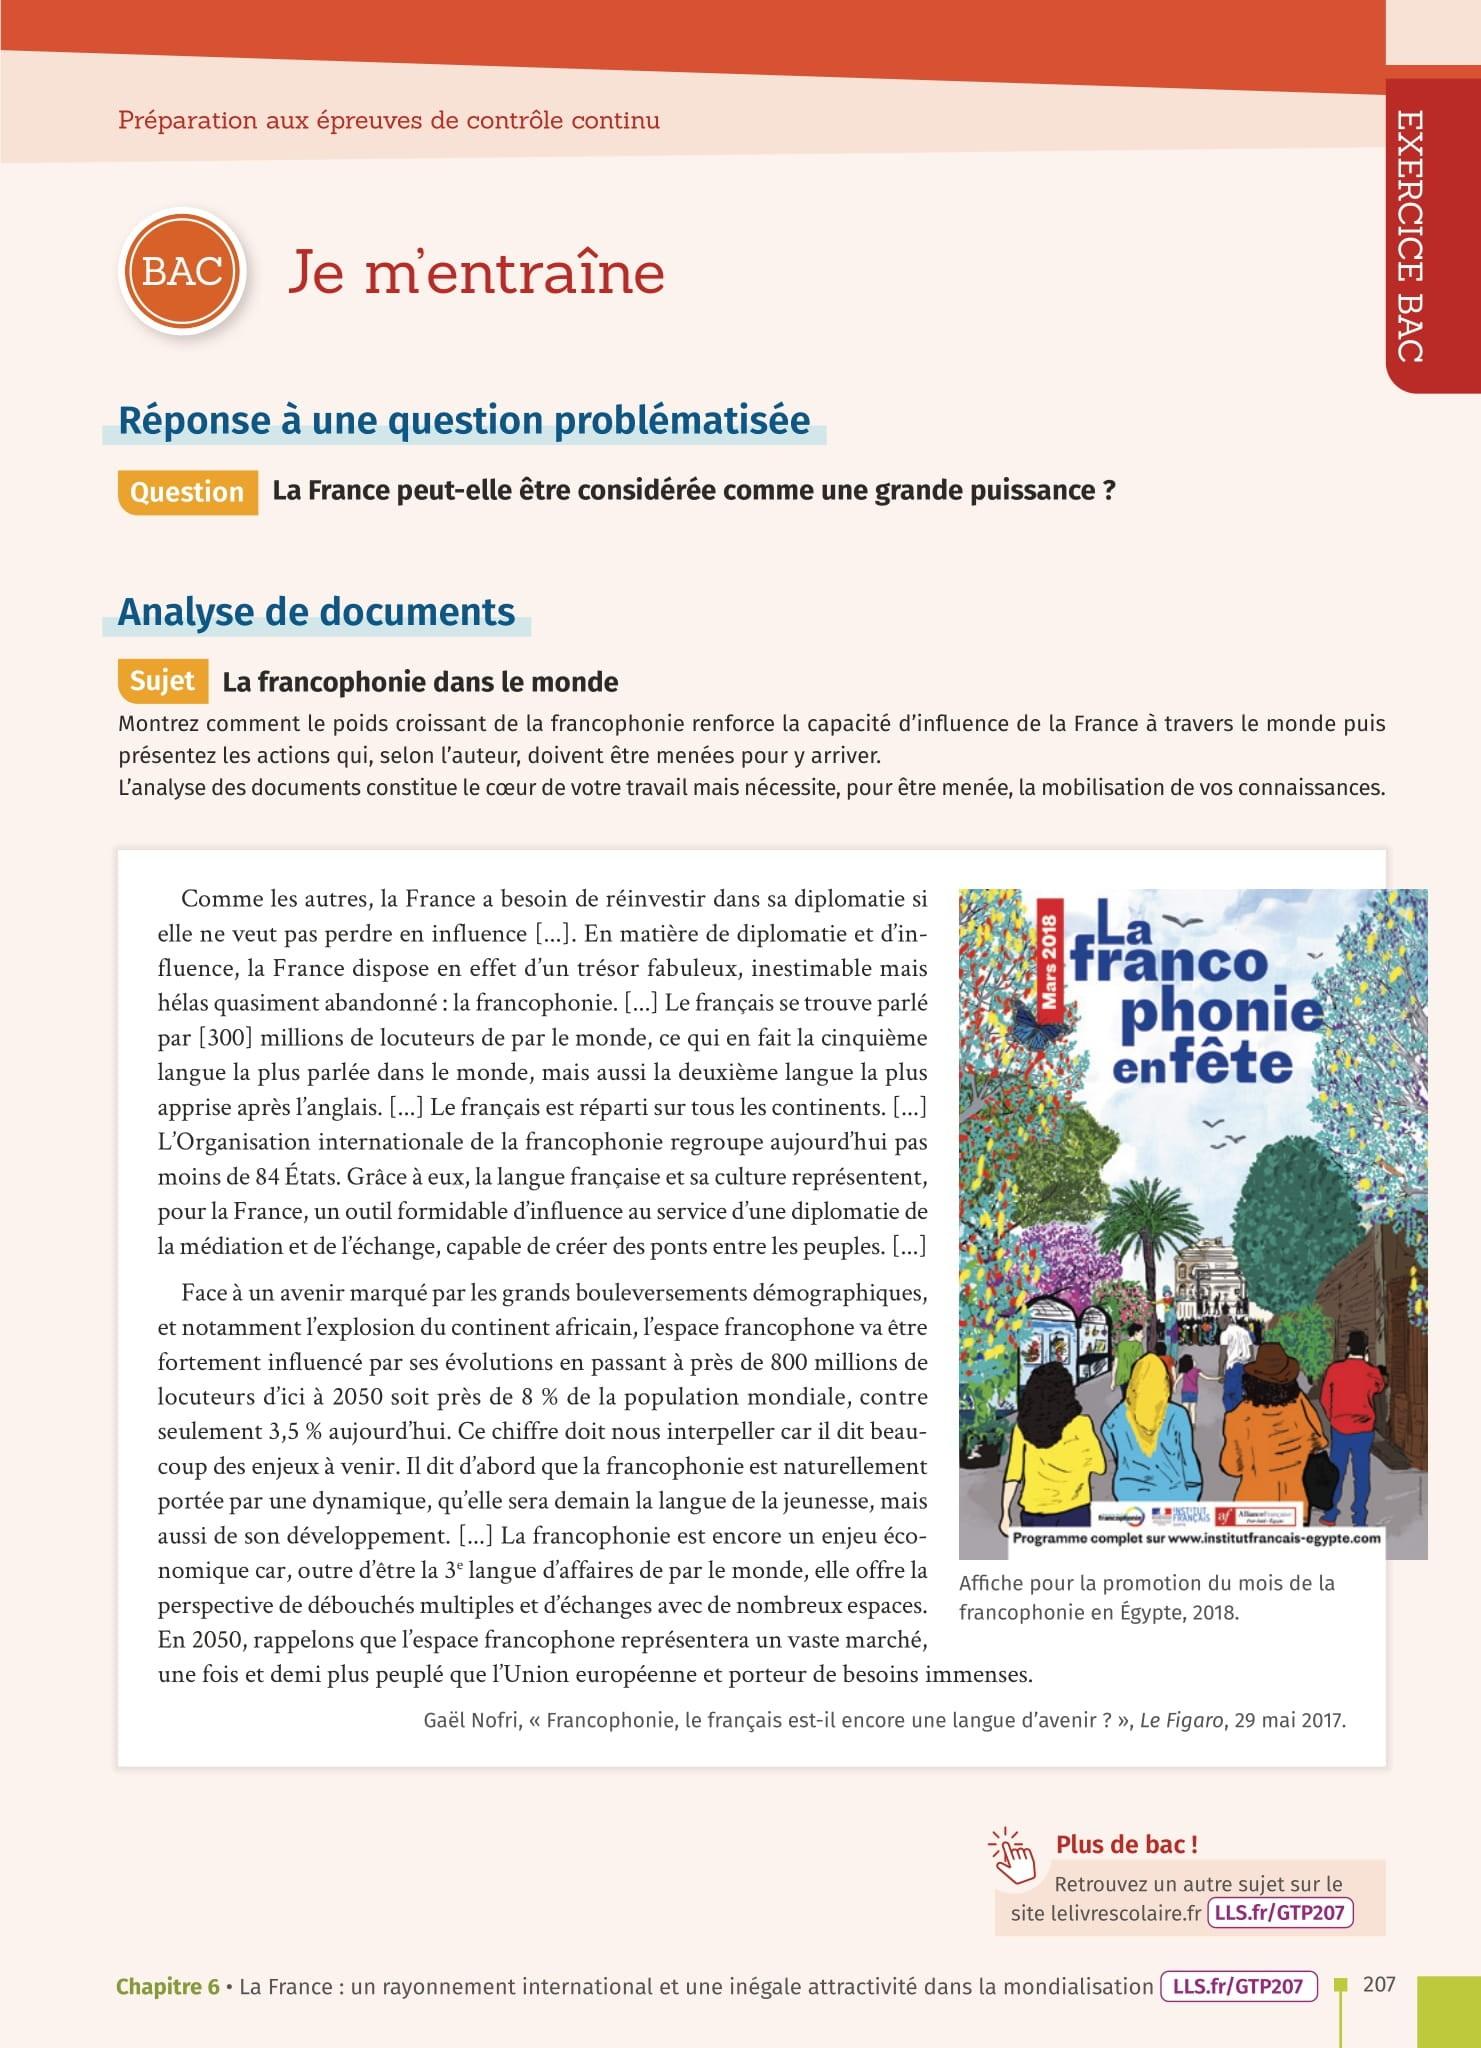 Préparation aux épreuves de contrôle continu
EXERCICE BAC
BAC
Je m'entraîne
Réponse à une question problématisée
Question
La France peut-elle être considérée comme une grande puissance ?
Analyse de documents
Sujet
La francophonie dans le monde
Montrez comment le poids croissant de la francophonie renforce la capacité d'influence de la France à travers le monde puis
présentez les actions qui, selon l'auteur, doivent être menées pour y arriver.
L'analyse des documents constitue le cœur de votre travail mais nécessite, pour être menée, la mobilisation de vos connaissances.
Comme les autres, la France a besoin de réinvestir dans sa diplomatie si
elle ne veut pas perdre en influence [...]. En matière de diplomatie et d'in-
fluence, la France dispose en effet d'un trésor fabuleux, inestimable mais
hélas quasiment abandonné : la francophonie. [...] Le français se trouve parlé
par [300] millions de locuteurs de par le monde, ce qui en fait la cinquième
langue la plus parlée dans le monde, mais aussi la deuxième langue la plus
apprise après l'anglais. [...] Le français est réparti sur tous les continents. [...]
L'Organisation internationale de la francophonie regroupe aujourd'hui pas
moins de 84 États. Grâce à eux, la langue française et sa culture représentent,
pour la France, un outil formidable d'influence au service d'une diplomatie de
la médiation et de l'échange, capable de créer des ponts entre les peuples. [...]
Face à un avenir marqué par les grands bouleversements démographiques,
et notamment l'explosion du continent africain, l'espace francophone va être
fortement influencé par ses évolutions en passant à près de 800 millions de
locuteurs d'ici à 2050 soit près de 8 % de la population mondiale, contre
seulement 3,5 % aujourd'hui. Ce chiffre doit nous interpeller car il dit beau-
coup des enjeux à venir. Il dit d'abord que la francophonie est naturellement
portée par une dynamique, qu'elle sera demain la langue de la jeunesse, mais
aussi de son développement. [...] La francophonie est encore un enjeu éco-
nomique car, outre d'être la 3e langue d'affaires de par le monde, elle offre la
perspective de débouchés multiples et d'échanges avec de nombreux espaces.
En 2050, rappelons que l'espace francophone représentera un vaste marché,
une fois et demi plus peuplé que l'Union européenne et porteur de besoins immenses.
Gaël Nofri, « Francophonie, le français est-il encore une langue d'avenir ? », Le Figaro, 29 mai 2017.
Mars 2018
La
franco
phonie
en fête
francophonie
INSTITUT
FRANÇAIS
af AllianceFrançaise
Programme complet sur www.institutfrancais-egypte.com
Affiche pour la promotion du mois de la
francophonie en Égypte, 2018.
Plus de bac !
Retrouvez un autre sujet sur le
site lelivrescolaire.fr LLS.fr/GTP207
Chapitre 6 • La France : un rayonnement international et une inégale attractivité dans la mondialisation LLS.fr/GTP207 207